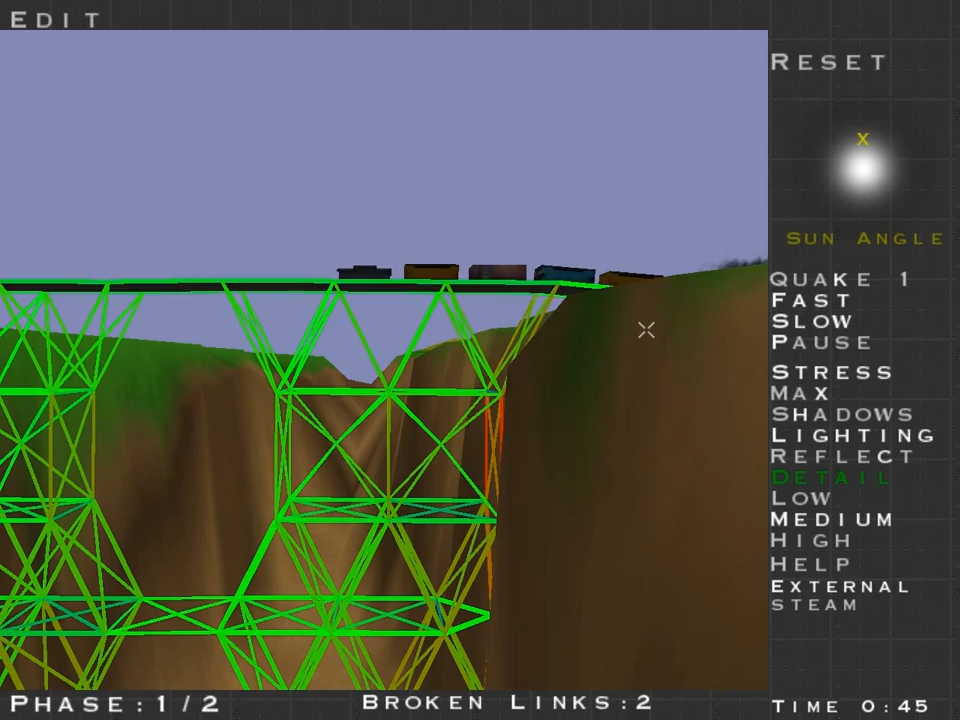 EDIT
RESET
X
SUN ANGLE
QUAKE 1
FAST
SLOW
PAUSE
STRESS
MAX
SHADOWS
LIGHTING
REFLECT
DETAIL
LOW
MEDIUM
HIGH
HELP
EXTERNAL
STEAM
PHASE:1/2 BROKEN LINKS:2 TIME 0:45